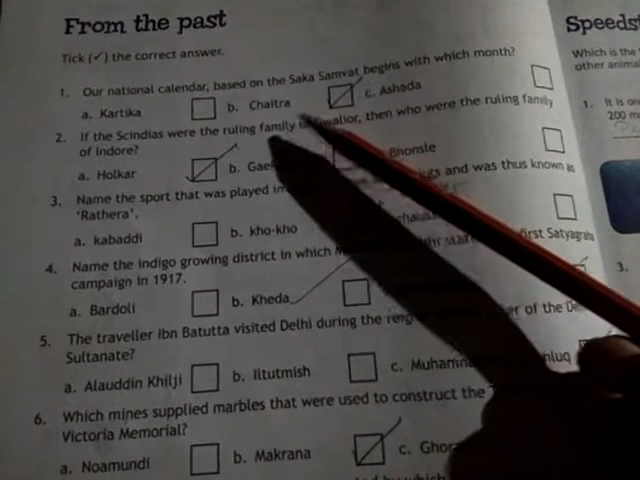 From the past
Speeds
Tick (✓) the correct answer.
Which is the
other anima
1. Our national calendar, based on the Saka Samvat begins with which month?
a. Kartika b. Chaitra c. Ashada
1. It is on
200 m
2. If the Scindias were the ruling family Gwalior, then who were the ruling family
of Indore?
a. Holkar b. Gae Bhonsle
3. Name the sport that was played in and was thus known as
'Rathera'.
a. kabaddi b. kho-kho
4. Name the indigo growing district in which first Satyagraha
campaign in 1917.
3.
a. Bardoli b. Kheda
5. The traveller Ibn Batutta visited Delhi during the reig of the De
Sultanate?
a. Alauddin Khilji b. Iltutmish c. Muhamma hluq
6. Which mines supplied marbles that were used to construct the
Victoria Memorial?
a. Noamundi b. Makrana c. Ghor
which